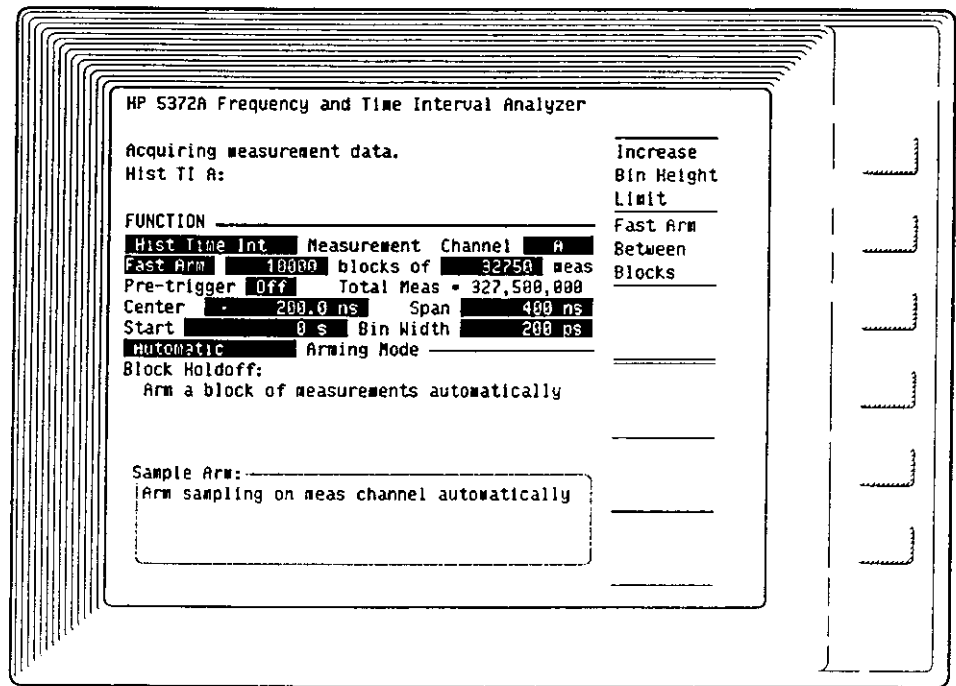 HP 5372A Frequency and Time Interval Analyzer
Acquiring measurement data.
Hist TI A:
FUNCTION
Hist Time Int Measurement Channel A
Fast Arm 10000 blocks of 32750 meas
Pre-trigger Off Total Meas = 327,500,000
Center 200.0 ns Span 400 ns
Start 0 s Bin Width 200 ps
Automatic Arming Mode
Block Holdoff:
Arm a block of measurements automatically
Sample Arm:
Arm sampling on meas channel automatically
Increase
Bin Height
Limit
Fast Arm
Between
Blocks